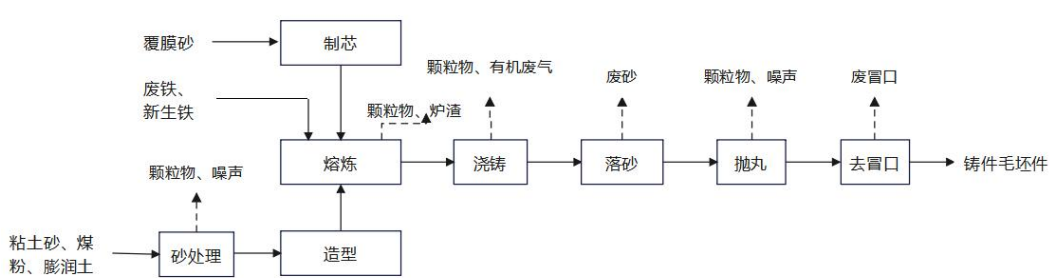 覆膜砂
制芯
颗粒物、有机废气
废砂
颗粒物、噪声
废冒口
废铁、
新生铁
颗粒物、炉渣
熔炼
浇铸
落砂
抛丸
去冒口
铸件毛坯件
颗粒物、噪声
粘土砂、煤
粉、膨润土
砂处理
造型